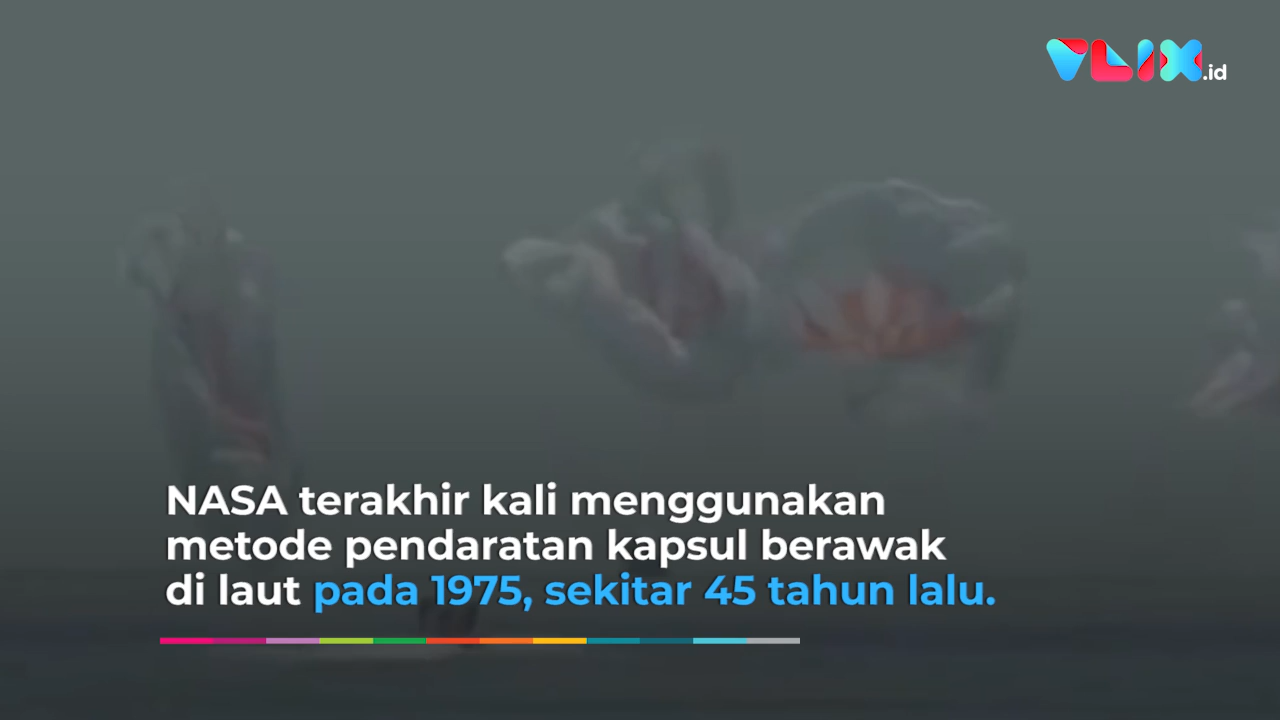 VLIX.id
NASA terakhir kali menggunakan
metode pendaratan kapsul berawak
di laut pada 1975, sekitar 45 tahun lalu.